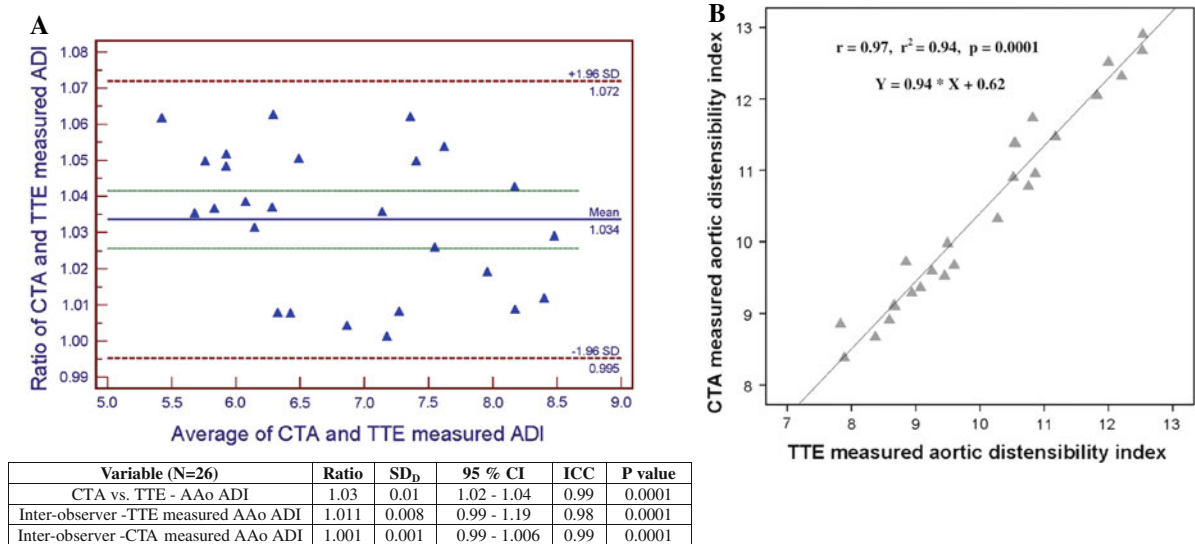 A
Ratio of CTA and TTE measured ADI
1.08
1.07
1.06
1.05
1.04
1.03
1.02
1.01
1.00
0.99
+1.96 SD
1.072
Mean
1.034
-1.96 SD
0.995
5.0 5.5 6.0 6.5 7.0 7.5 8.0 8.5 9.0
Average of CTA and TTE measured ADI
B
CTA measured aortic distensibility index
13
12
11
10
9
8
r = 0.97, r² = 0.94, p = 0.0001
Y = 0.94 * X + 0.62
7 8 9 10 11 12 13
TTE measured aortic distensibility index
Variable (N=26) Ratio SD_D 95 % CI ICC P value
CTA vs. TTE - AAo ADI 1.03 0.01 1.02 - 1.04 0.99 0.0001
Inter-observer -TTE measured AAo ADI 1.011 0.008 0.99 - 1.19 0.98 0.0001
Inter-observer -CTA measured AAo ADI 1.001 0.001 0.99 - 1.006 0.99 0.0001